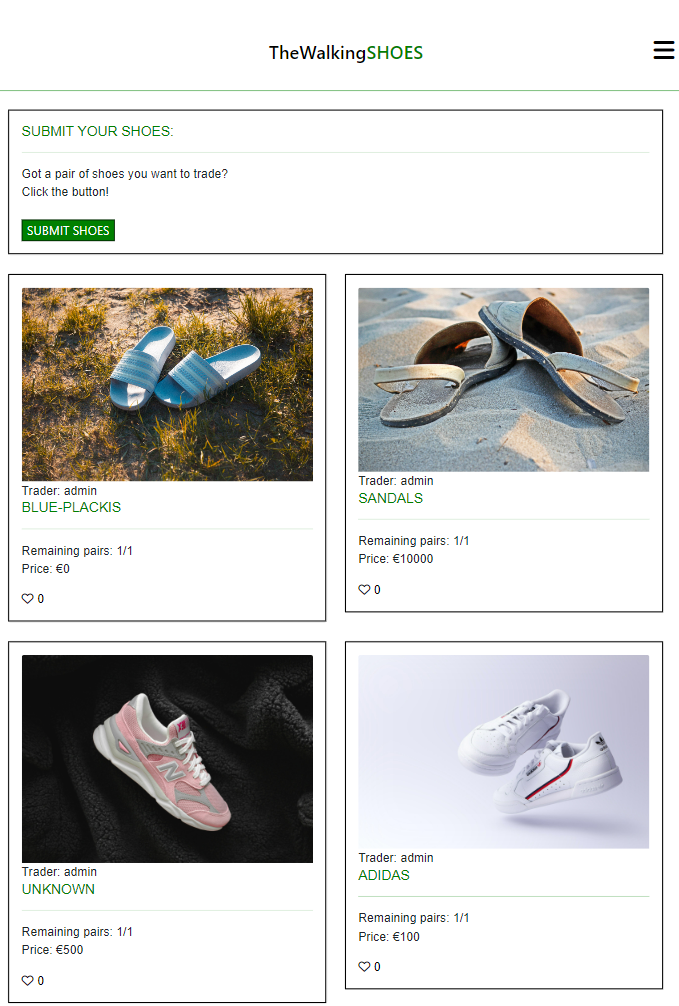 TheWalkingSHOES
SUBMIT YOUR SHOES:
Got a pair of shoes you want to trade?
Click the button!
SUBMIT SHOES
Trader: admin
BLUE-PLACKIS
Remaining pairs: 1/1
Price: €0
0
Trader: admin
SANDALS
Remaining pairs: 1/1
Price: €10000
0
Trader: admin
UNKNOWN
Remaining pairs: 1/1
Price: €500
0
Trader: admin
ADIDAS
Remaining pairs: 1/1
Price: €100
0